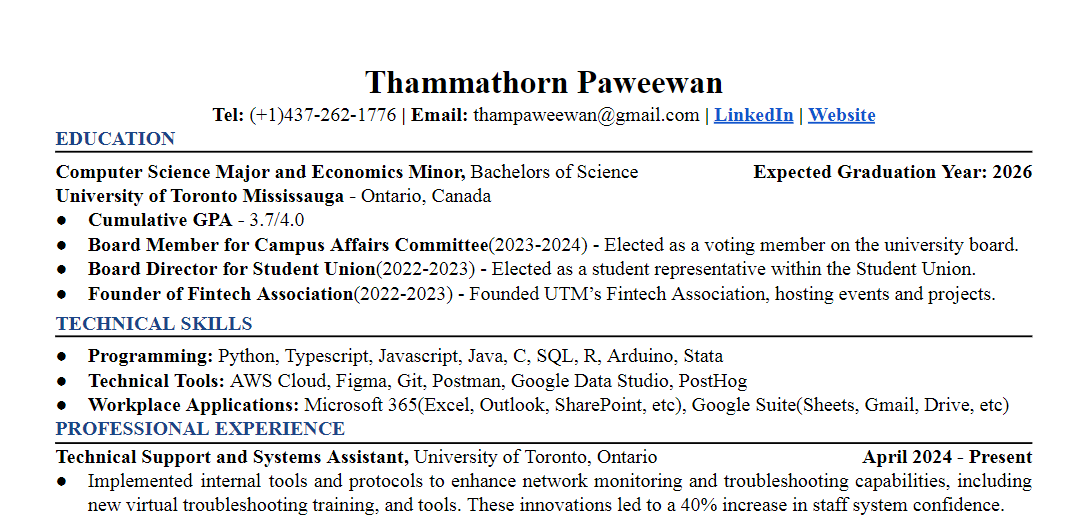 Thammathorn Paweewan
Tel: (+1)437-262-1776 | Email: thampaweewan@gmail.com | LinkedIn | Website
EDUCATION
Computer Science Major and Economics Minor, Bachelors of Science Expected Graduation Year: 2026
University of Toronto Mississauga - Ontario, Canada
● Cumulative GPA - 3.7/4.0
● Board Member for Campus Affairs Committee(2023-2024) - Elected as a voting member on the university board.
● Board Director for Student Union(2022-2023) - Elected as a student representative within the Student Union.
● Founder of Fintech Association(2022-2023) - Founded UTM's Fintech Association, hosting events and projects.
TECHNICAL SKILLS
● Programming: Python, Typescript, Javascript, Java, C, SQL, R, Arduino, Stata
● Technical Tools: AWS Cloud, Figma, Git, Postman, Google Data Studio, PostHog
● Workplace Applications: Microsoft 365(Excel, Outlook, SharePoint, etc), Google Suite(Sheets, Gmail, Drive, etc)
PROFESSIONAL EXPERIENCE
Technical Support and Systems Assistant, University of Toronto, Ontario April 2024 - Present
● Implemented internal tools and protocols to enhance network monitoring and troubleshooting capabilities, including
new virtual troubleshooting training, and tools. These innovations led to a 40% increase in staff system confidence.